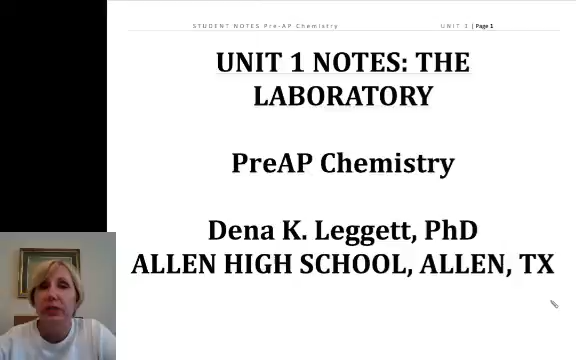 STUDENT NOTES Pre-AP Chemistry UNIT 1 | Page 1
UNIT 1 NOTES: THE
LABORATORY
PreAP Chemistry
Dena K. Leggett, PhD
ALLEN HIGH SCHOOL, ALLEN, TX